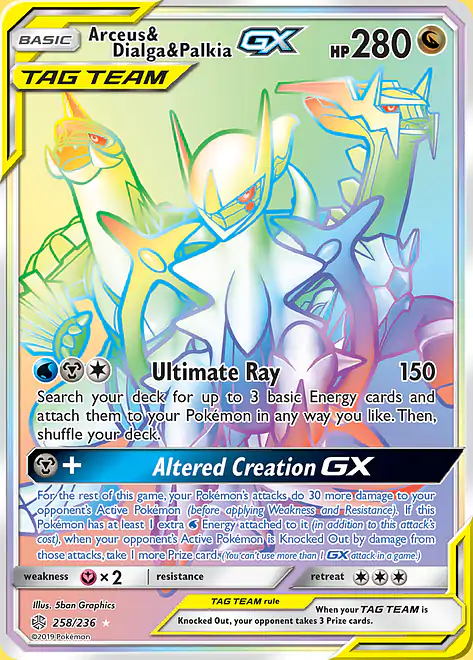 BASIC
Arceus&
Dialga&Palkia GX
HP 280
TAG TEAM
Ultimate Ray 150
Search your deck for up to 3 basic Energy cards and
attach them to your Pokémon in any way you like. Then,
shuffle your deck.
+ Altered Creation GX
For the rest of this game, your Pokémon's attacks do 30 more damage to your
opponent's Active Pokémon (before applying Weakness and Resistance). If this
Pokémon has at least 1 extra Energy attached to it (in addition to this attack's
cost), when your opponent's Active Pokémon is Knocked Out by damage from
those attacks, take 1 more Prize card. (You can't use more than 1 GX attack in a game.)
weakness ×2 resistance retreat
Illus. 5ban Graphics
258/236
©2019 Pokémon
TAG TEAM rule
When your TAG TEAM is
Knocked Out, your opponent takes 3 Prize cards.